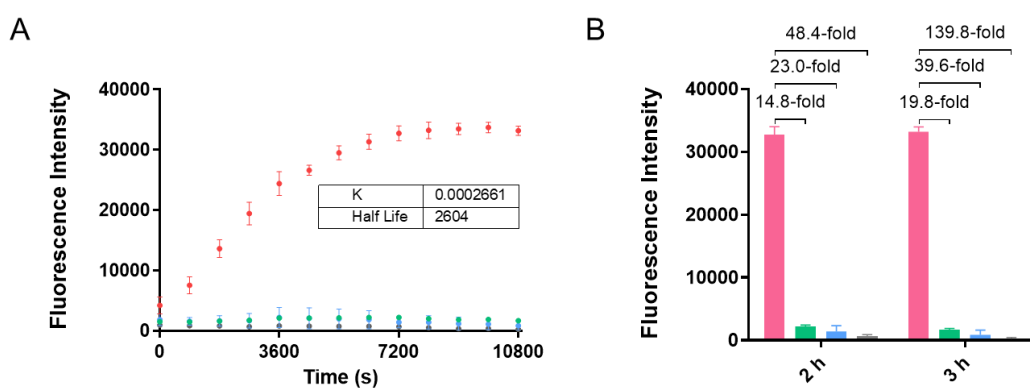 A
Fluorescence Intensity
40000
30000
20000
10000
0
K 0.0002661
Half Life 2604
0 3600 7200 10800
Time (s)
B
48.4-fold 139.8-fold
23.0-fold 39.6-fold
14.8-fold 19.8-fold
Fluorescence Intensity
40000
30000
20000
10000
0
2 h 3 h